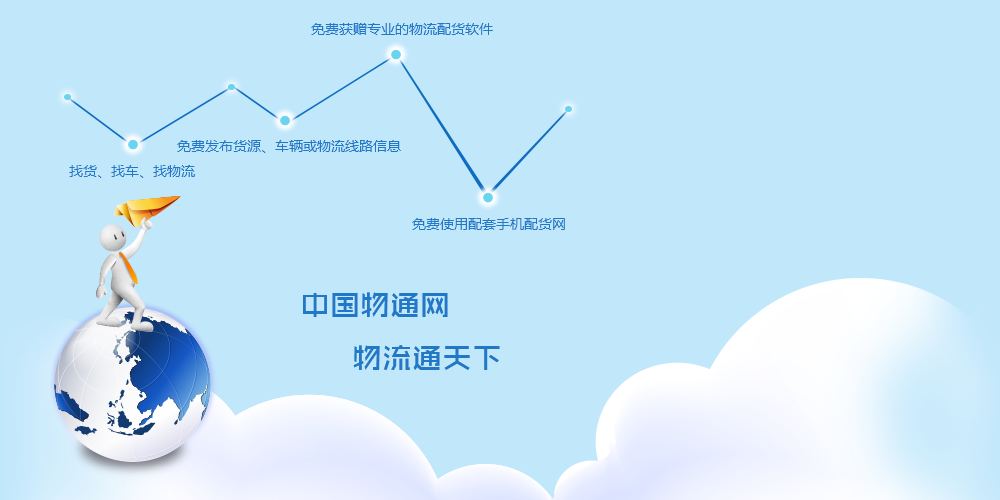 免费获赠专业的物流配货软件
免费发布货源、车辆或物流线路信息
找货、找车、找物流
免费使用配套手机配货网
中国物通网
物流通天下